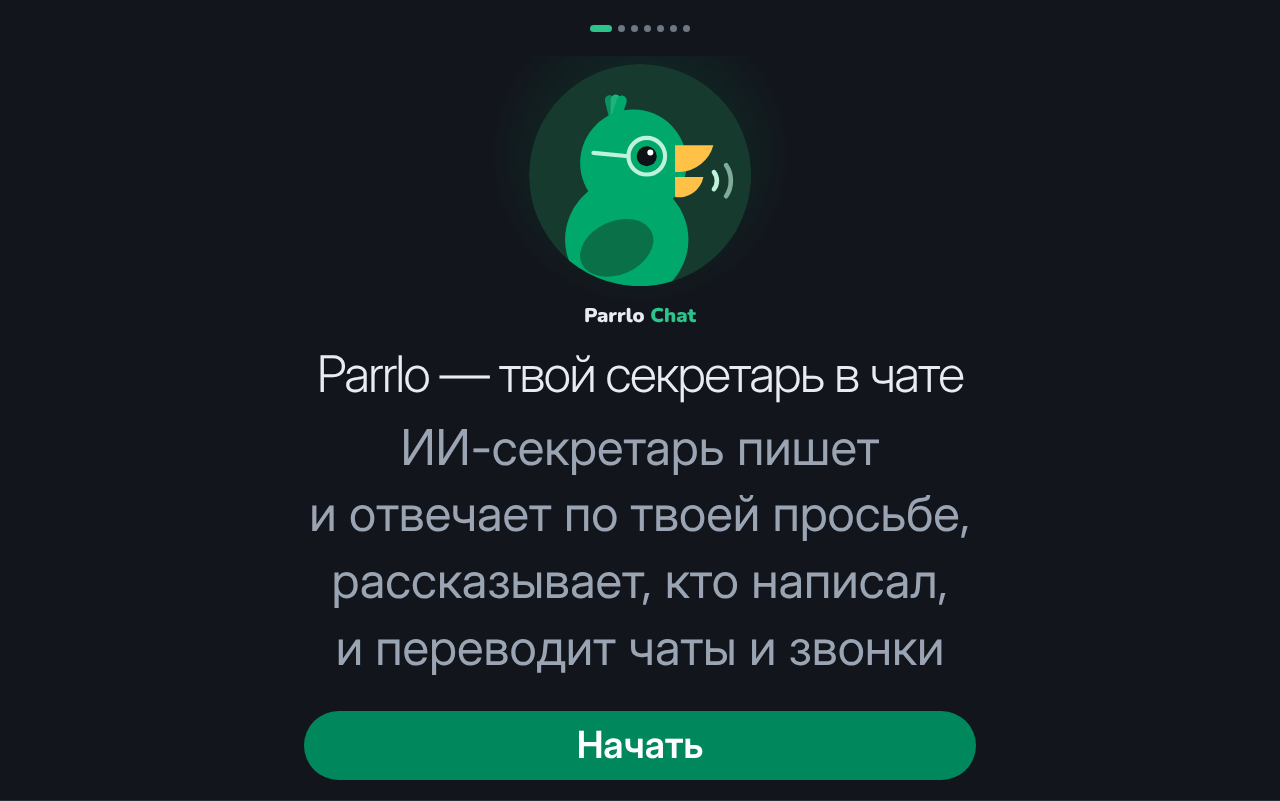 Parrlo Chat
Parrlo — твой секретарь в чате
ИИ-секретарь пишет
и отвечает по твоей просьбе,
рассказывает, кто написал,
и переводит чаты и звонки
Начать